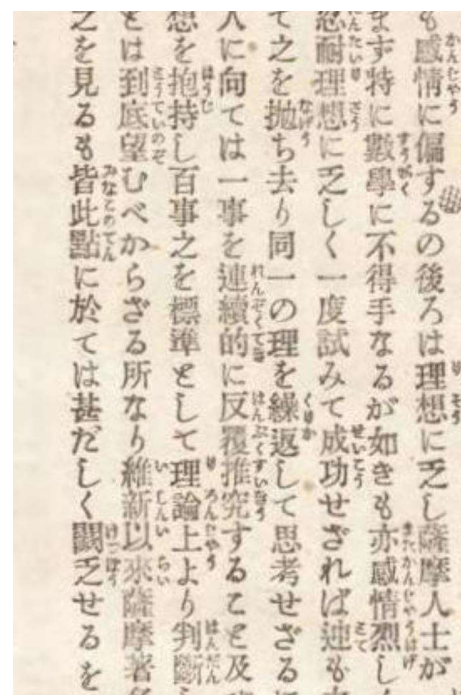 も感情に偏するの後ろは理想に乏し薩摩人士が
まず特に數學に不得手なるが如きも亦感情烈し
忍耐理想に乏しく一度試みて成功せざれば迚も
て之を抛ち去り同一の理を繰返して思考せざる
人に向ては一事を連續的に反覆推究すること及
想を抱持し百事之を標準として理論上より判斷
とは到底望むべからざる所なり維新以來薩摩著
之を見るも皆此點に於ては甚だしく闕乏せるを